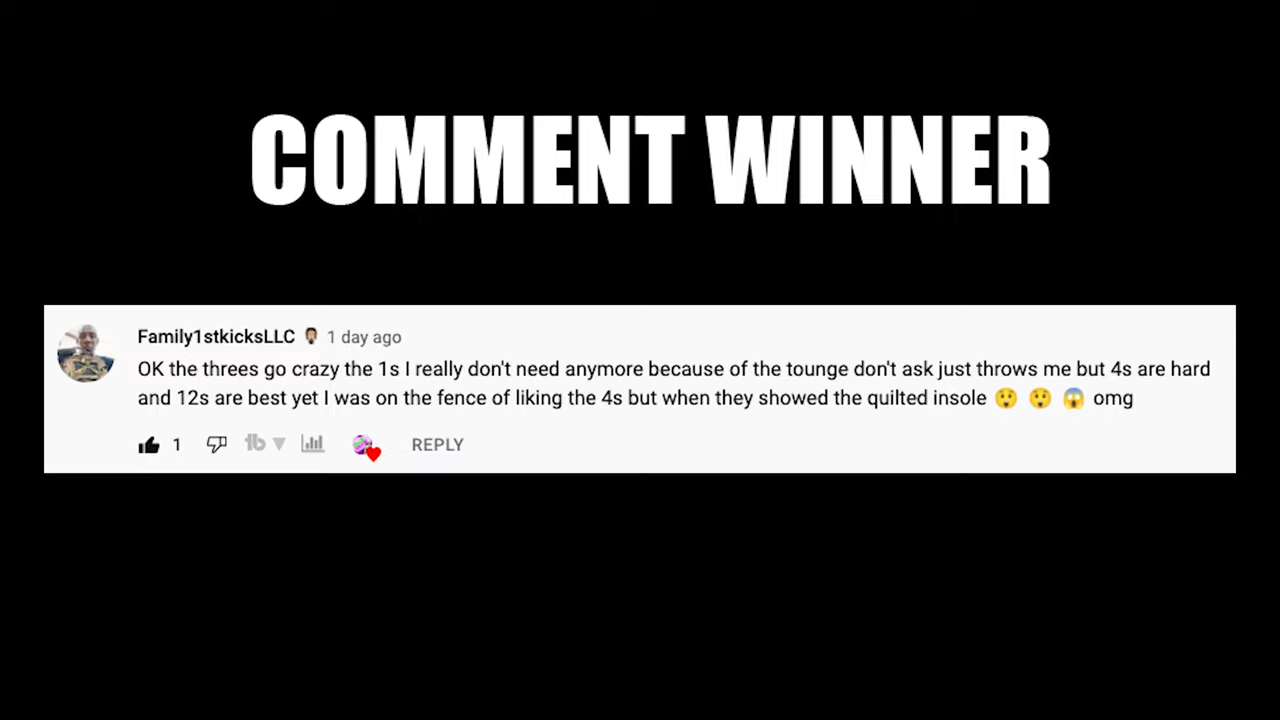 COMMENT WINNER
Family1stkicksLLC 1 day ago
OK the threes go crazy the 1s I really don't need anymore because of the tounge don't ask just throws me but 4s are hard
and 12s are best yet I was on the fence of liking the 4s but when they showed the quilted insole 😲 😲 😱 omg
1 tb REPLY